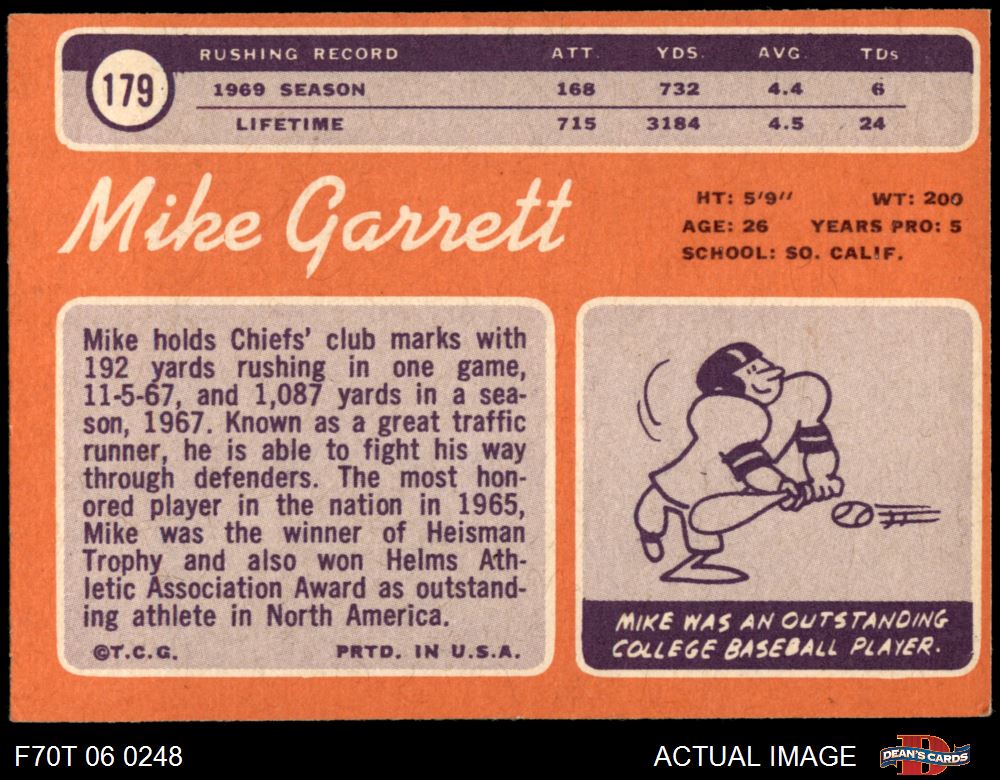 179
RUSHING RECORD ATT. YDS. AVG. TDs
1969 SEASON 168 732 4.4 6
LIFETIME 715 3184 4.5 24
Mike Garrett
HT: 5'9" WT: 200
AGE: 26 YEARS PRO: 5
SCHOOL: SO. CALIF.
Mike holds Chiefs' club marks with
192 yards rushing in one game,
11-5-67, and 1,087 yards in a sea-
son, 1967. Known as a great traffic
runner, he is able to fight his way
through defenders. The most hon-
ored player in the nation in 1965,
Mike was the winner of Heisman
Trophy and also won Helms Ath-
letic Association Award as outstand-
ing athlete in North America.
©T.C.G. PRTD. IN U.S.A.
MIKE WAS AN OUTSTANDING
COLLEGE BASEBALL PLAYER.
F70T 06 0248
ACTUAL IMAGE
D
DEAN'S CARDS